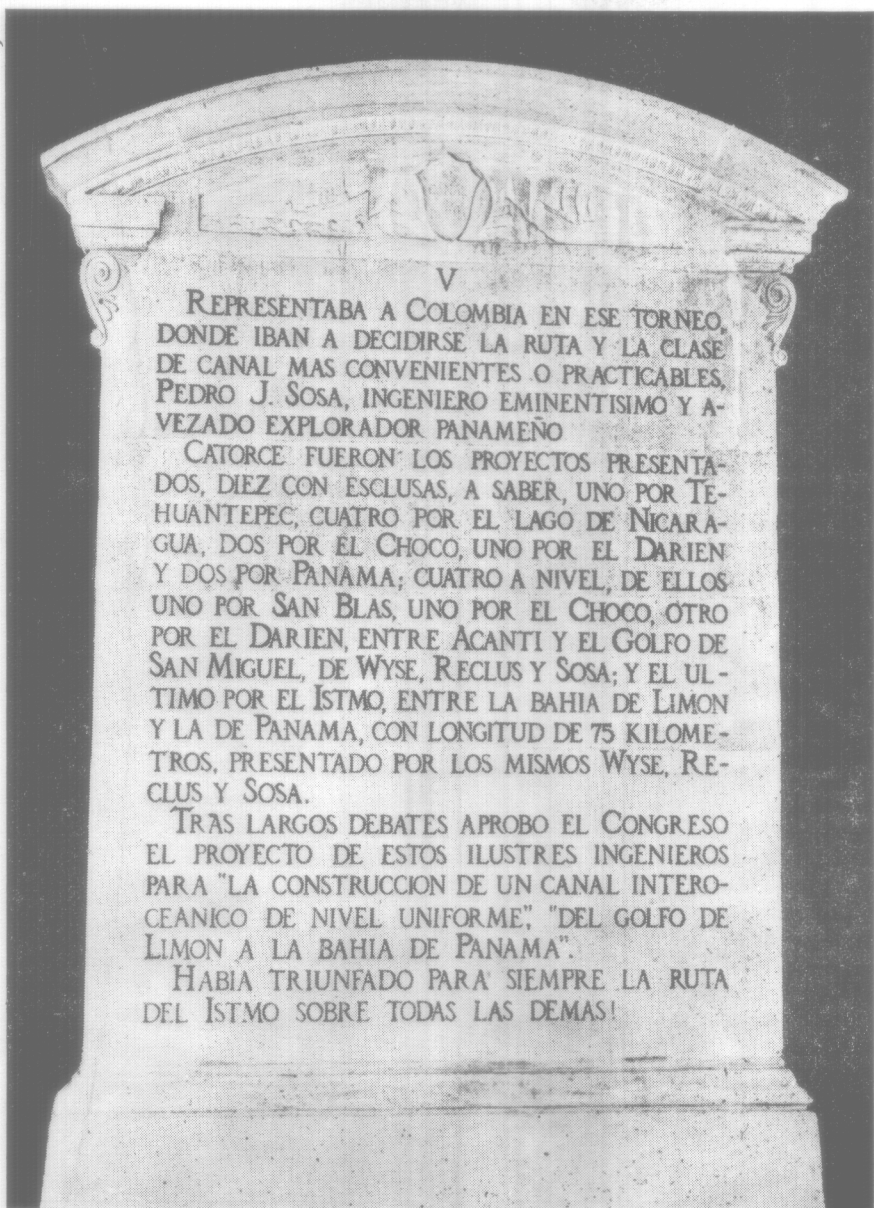 V
REPRESENTABA A COLOMBIA EN ESE TORNEO,
DONDE IBAN A DECIDIRSE LA RUTA Y LA CLASE
DE CANAL MAS CONVENIENTES O PRACTICABLES,
PEDRO J. SOSA, INGENIERO EMINENTISIMO Y A-
VEZADO EXPLORADOR PANAMEÑO
CATORCE FUERON LOS PROYECTOS PRESENTA-
DOS, DIEZ CON ESCLUSAS, A SABER, UNO POR TE-
HUANTEPEC, CUATRO POR EL LAGO DE NICARA-
GUA, DOS POR EL CHOCO, UNO POR EL DARIEN
Y DOS POR PANAMA; CUATRO A NIVEL, DE ELLOS
UNO POR SAN BLAS, UNO POR EL CHOCO, OTRO
POR EL DARIEN, ENTRE ACANTI Y EL GOLFO DE
SAN MIGUEL, DE WYSE, RECLUS Y SOSA; Y EL UL-
TIMO POR EL ISTMO, ENTRE LA BAHIA DE LIMON
Y LA DE PANAMA, CON LONGITUD DE 75 KILOME-
TROS, PRESENTADO POR LOS MISMOS WYSE, RE-
CLUS Y SOSA.
TRAS LARGOS DEBATES APROBO EL CONGRESO
EL PROYECTO DE ESTOS ILUSTRES INGENIEROS
PARA "LA CONSTRUCCION DE UN CANAL INTERO-
CEANICO DE NIVEL UNIFORME", "DEL GOLFO DE
LIMON A LA BAHIA DE PANAMA".
HABIA TRIUNFADO PARA SIEMPRE LA RUTA
DEL ISTMO SOBRE TODAS LAS DEMAS!